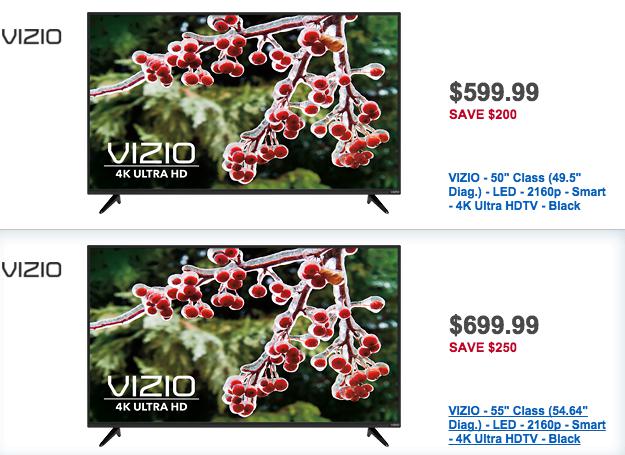 VIZIO
VIZIO
4K ULTRA HD
$599.99
SAVE $200
VIZIO - 50" Class (49.5"
Diag.) - LED - 2160p - Smart
- 4K Ultra HDTV - Black
VIZIO
VIZIO
4K ULTRA HD
$699.99
SAVE $250
VIZIO - 55" Class (54.64"
Diag.) - LED - 2160p - Smart
- 4K Ultra HDTV - Black